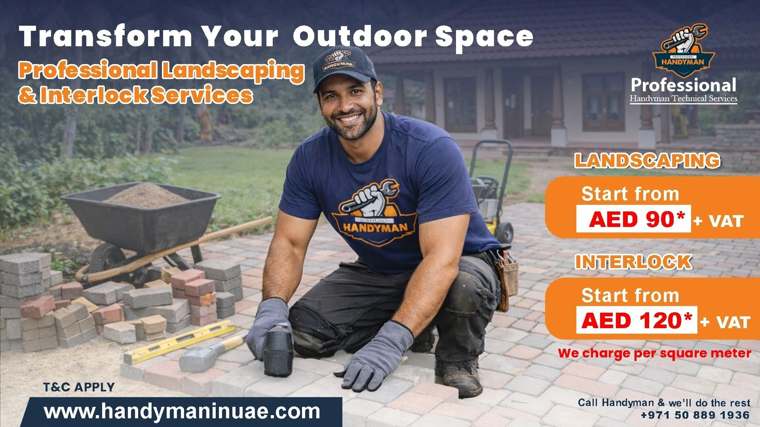 Transform Your Outdoor Space
Professional Landscaping
& Interlock Services
HANDYMAN
Professional
Handyman Technical Services
HANDYMAN
LANDSCAPING
Start from
AED 90* + VAT
INTERLOCK
Start from
AED 120* + VAT
We charge per square meter
T&C APPLY
www.handymaninuae.com
Call Handyman & we'll do the rest
+971 50 889 1936